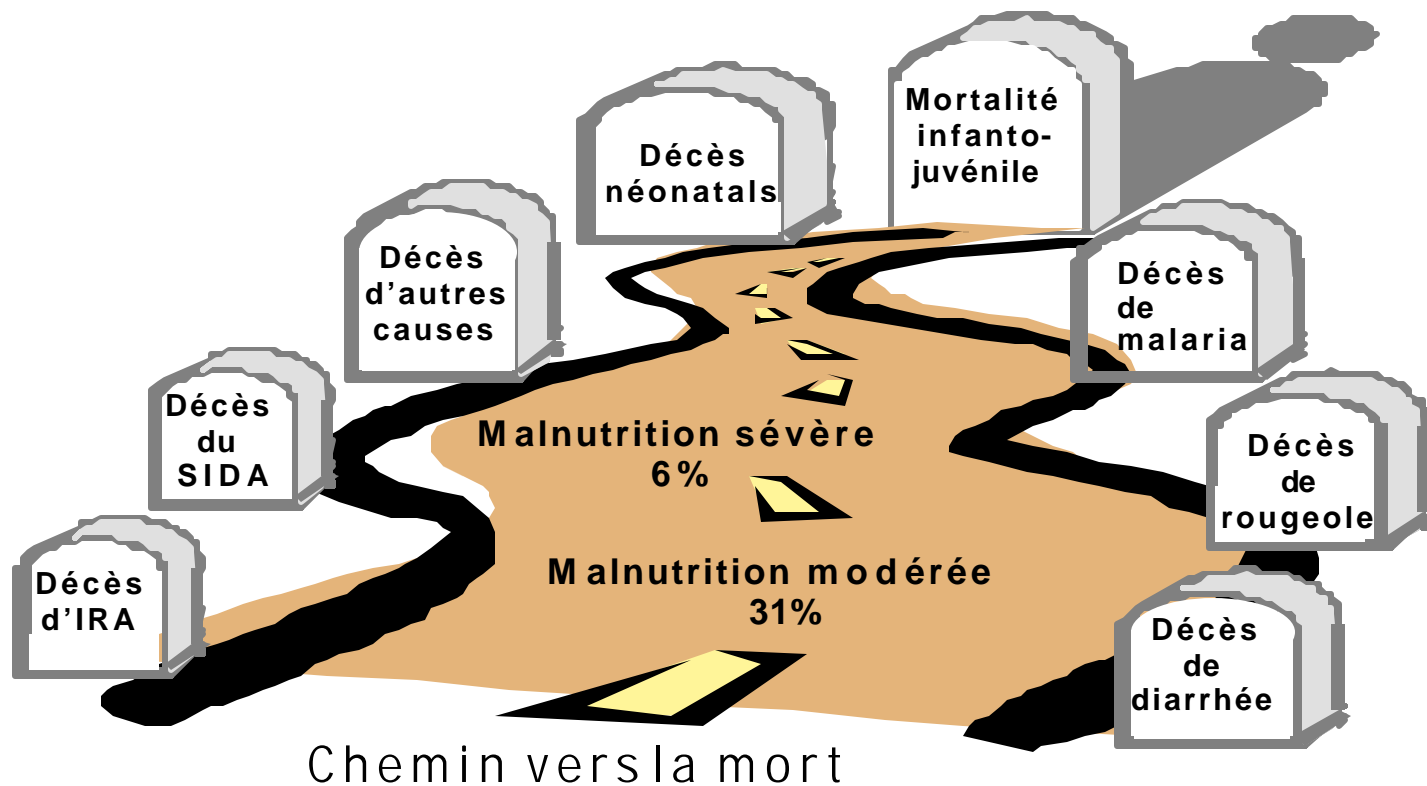 Mortalité
infanto-
juvénile
Décès
néonatals
Décès
d'autres
causes
Décès
de
malaria
Décès
du
SIDA
Malnutrition sévère
6%
Décès
de
rougeole
Décès
d'IRA
Malnutrition modérée
31%
Décès
de
diarrhée
Chemin vers la mort